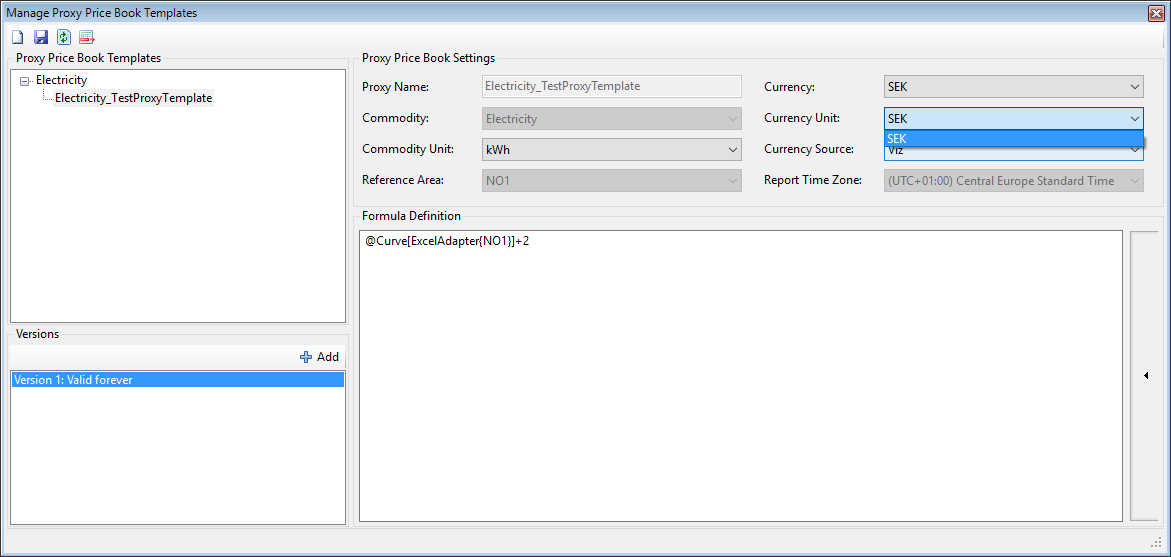 Manage Proxy Price Book Templates
Proxy Price Book Templates
Electricity
Electricity_TestProxyTemplate
Versions
Add
Version 1: Valid forever
Proxy Price Book Settings
Proxy Name: Electricity_TestProxyTemplate Currency: SEK
Commodity: Electricity Currency Unit: SEK
SEK
Commodity Unit: kWh Currency Source: Viz
Reference Area: NO1 Report Time Zone: (UTC+01:00) Central Europe Standard Time
Formula Definition
@Curve[ExcelAdapter{NO1}]+2